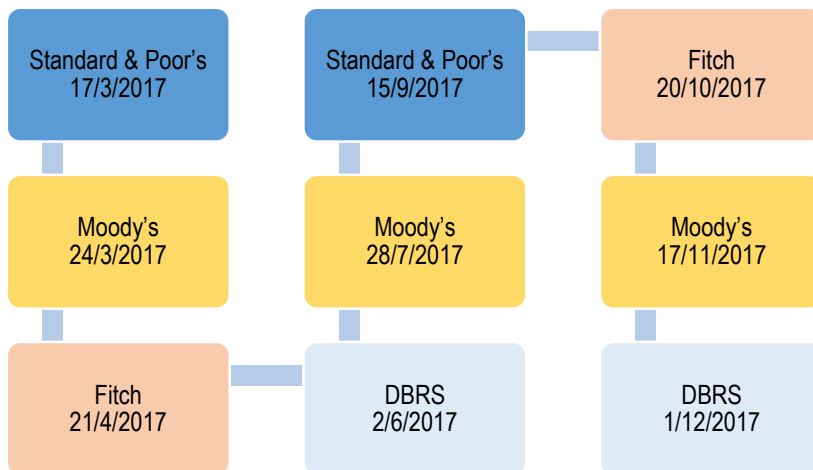 Standard & Poor’s
17/3/2017
Moody’s
24/3/2017
Fitch
21/4/2017
DBRS
2/6/2017
Moody’s
28/7/2017
Standard & Poor’s
15/9/2017
Fitch
20/10/2017
Moody’s
17/11/2017
DBRS
1/12/2017